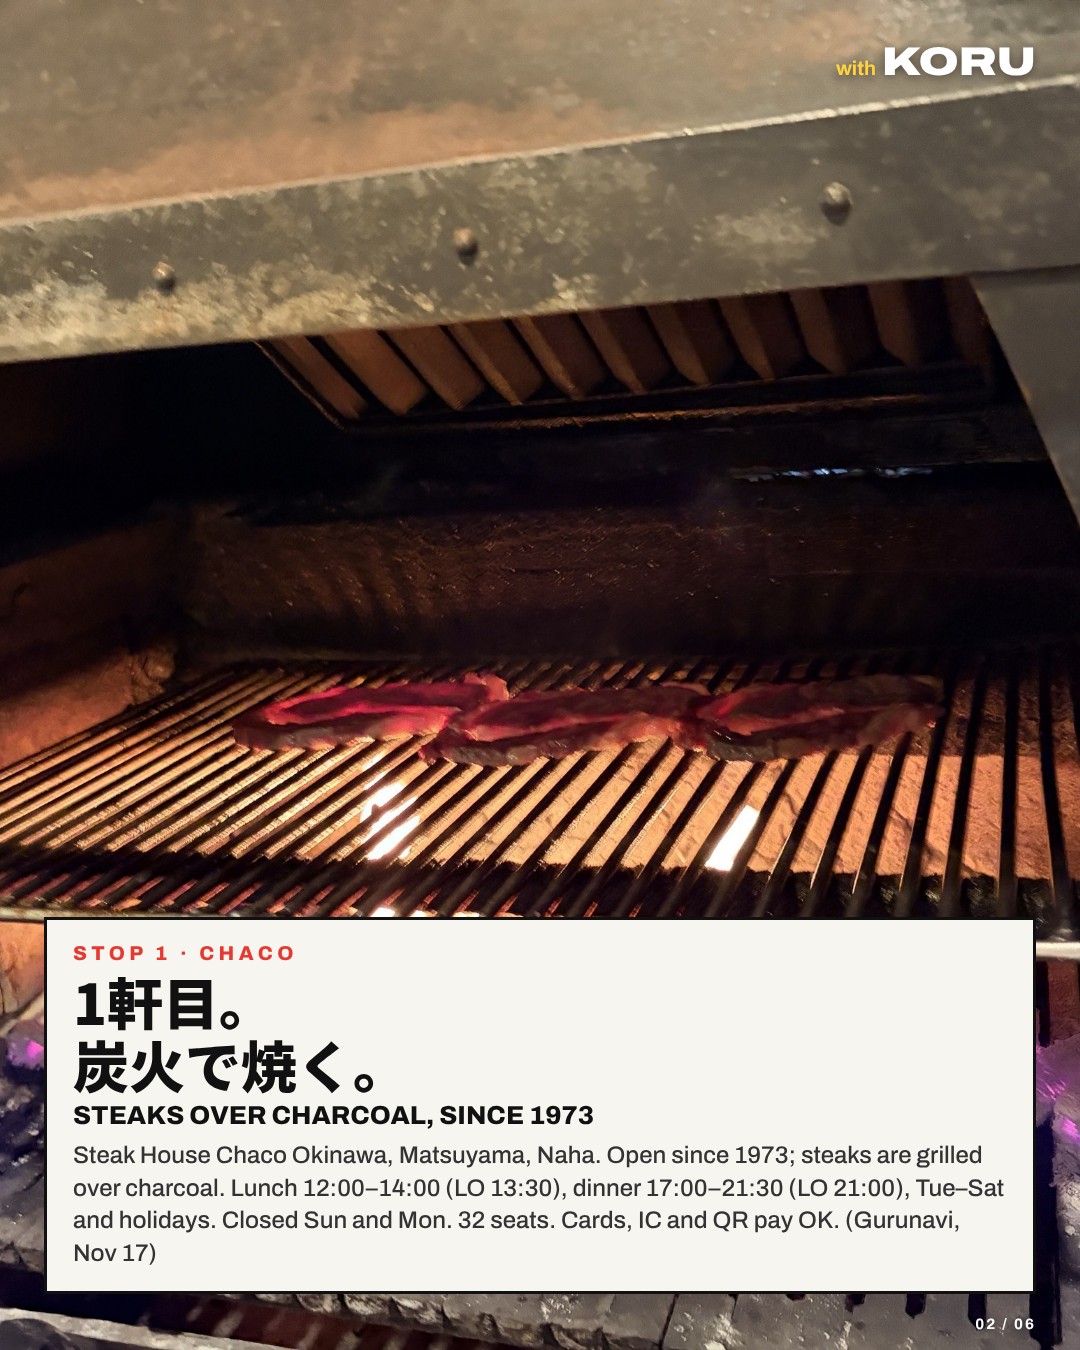 with KORU
STOP 1 · CHACO
1軒目。
炭火で焼く。
STEAKS OVER CHARCOAL, SINCE 1973
Steak House Chaco Okinawa, Matsuyama, Naha. Open since 1973; steaks are grilled
over charcoal. Lunch 12:00–14:00 (LO 13:30), dinner 17:00–21:30 (LO 21:00), Tue–Sat
and holidays. Closed Sun and Mon. 32 seats. Cards, IC and QR pay OK. (Gurunavi,
Nov 17)
02 / 06